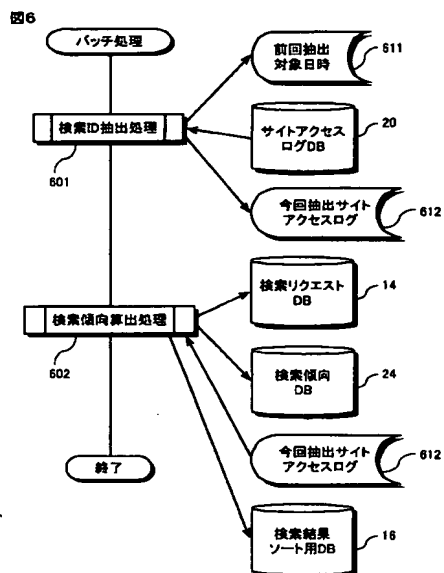 図6
バッチ処理
前回抽出
対象日時
611
検索ID抽出処理
601
サイトアクセス
ログDB
20
今回抽出サイト
アクセスログ
612
検索リクエスト
DB
14
検索傾向算出処理
602
検索傾向
DB
24
今回抽出サイト
アクセスログ
612
終了
検索結果
ソート用DB
16